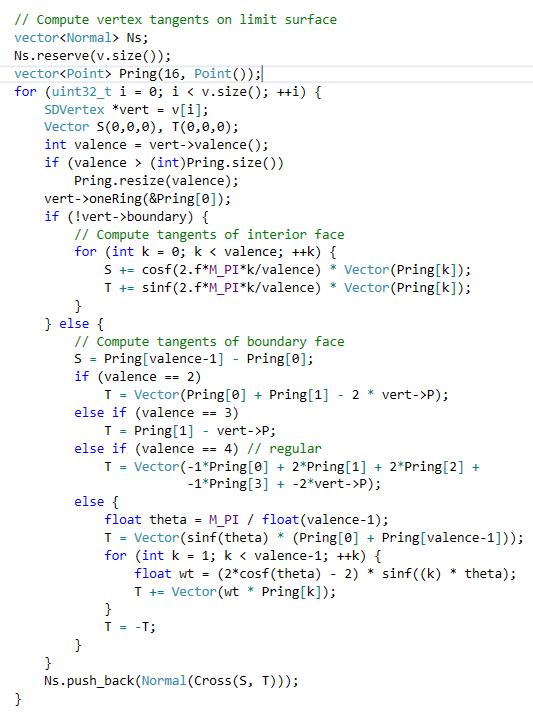 // Compute vertex tangents on limit surface
vector<Normal> Ns;
Ns.reserve(v.size());
vector<Point> Pring(16, Point());
for (uint32_t i = 0; i < v.size(); ++i) {
    SDVertex *vert = v[i];
    Vector S(0,0,0), T(0,0,0);
    int valence = vert->valence();
    if (valence > (int)Pring.size())
        Pring.resize(valence);
    vert->oneRing(&Pring[0]);
    if (!vert->boundary) {
        // Compute tangents of interior face
        for (int k = 0; k < valence; ++k) {
            S += cosf(2.f*M_PI*k/valence) * Vector(Pring[k]);
            T += sinf(2.f*M_PI*k/valence) * Vector(Pring[k]);
        }
    } else {
        // Compute tangents of boundary face
        S = Pring[valence-1] - Pring[0];
        if (valence == 2)
            T = Vector(Pring[0] + Pring[1] - 2 * vert->P);
        else if (valence == 3)
            T = Pring[1] - vert->P;
        else if (valence == 4) // regular
            T = Vector(-1*Pring[0] + 2*Pring[1] + 2*Pring[2] +
                       -1*Pring[3] + -2*vert->P);
        else {
            float theta = M_PI / float(valence-1);
            T = Vector(sinf(theta) * (Pring[0] + Pring[valence-1]));
            for (int k = 1; k < valence-1; ++k) {
                float wt = (2*cosf(theta) - 2) * sinf((k) * theta);
                T += Vector(wt * Pring[k]);
            }
            T = -T;
        }
    }
    Ns.push_back(Normal(Cross(S, T)));
}